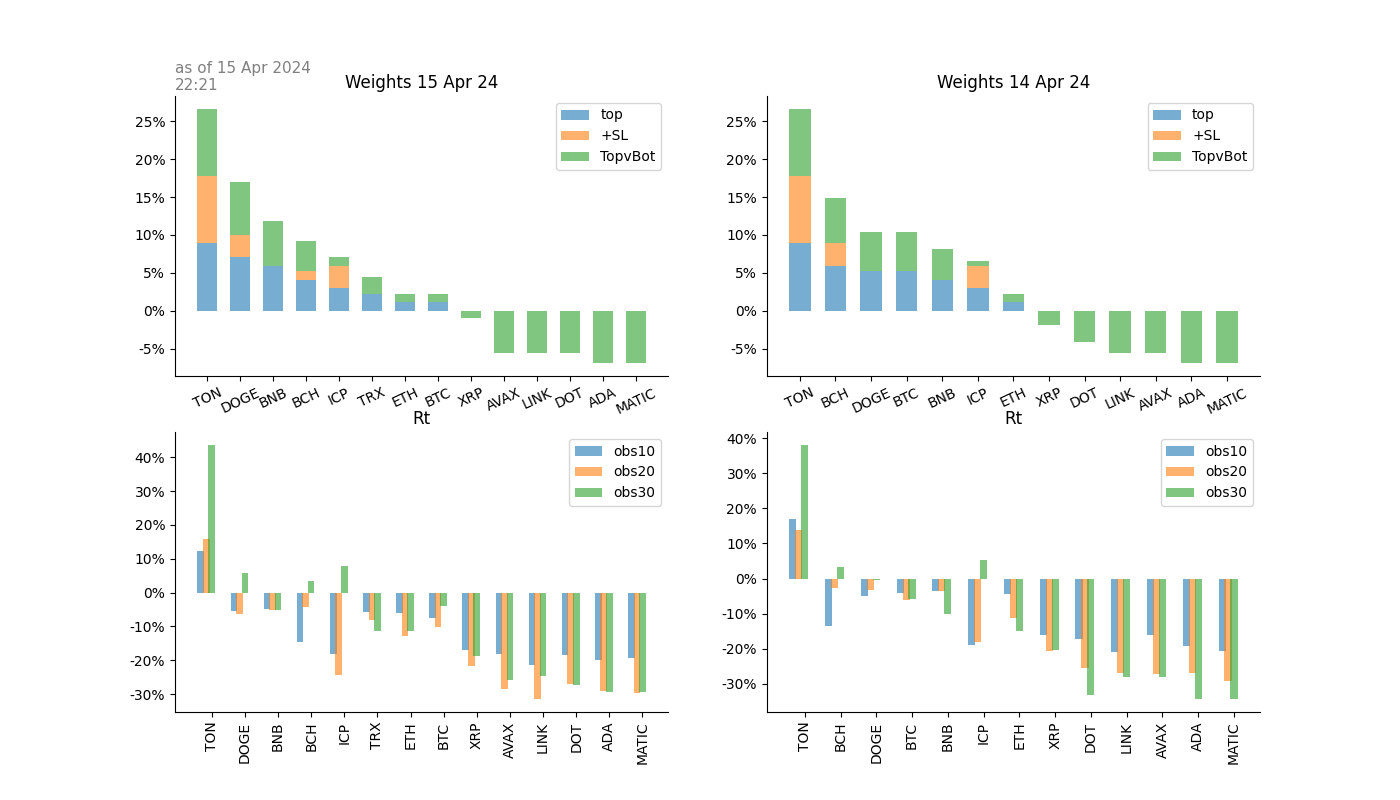 as of 15 Apr 2024
22:21
Weights 15 Apr 24
25%
20%
15%
10%
5%
0%
-5%
top
+SL
TopvBot
TON DOGE BNB BCH ICP TRX ETH BTC XRP AVAX LINK DOT ADA MATIC
Weights 14 Apr 24
25%
20%
15%
10%
5%
0%
-5%
top
+SL
TopvBot
TON BCH DOGE BTC BNB ICP ETH XRP DOT LINK AVAX ADA MATIC
Rt
40%
30%
20%
10%
0%
-10%
-20%
-30%
obs10
obs20
obs30
TON DOGE BNB BCH ICP TRX ETH BTC XRP AVAX LINK DOT ADA MATIC
Rt
40%
30%
20%
10%
0%
-10%
-20%
-30%
obs10
obs20
obs30
TON BCH DOGE BTC BNB ICP ETH XRP DOT LINK AVAX ADA MATIC